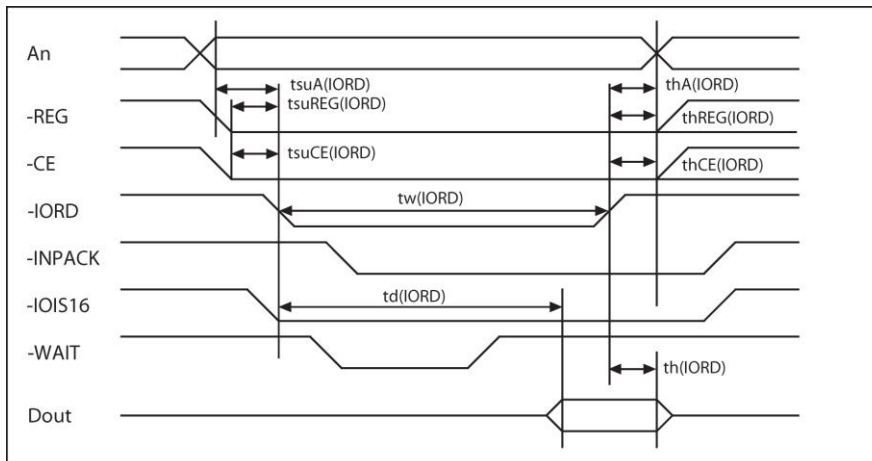 An
tsuA(IORD)
thA(IORD)
tsuREG(IORD)
-REG
thREG(IORD)
tsuCE(IORD)
-CE
thCE(IORD)
tw(IORD)
-IORD
-INPACK
td(IORD)
-IOIS16
-WAIT
th(IORD)
Dout